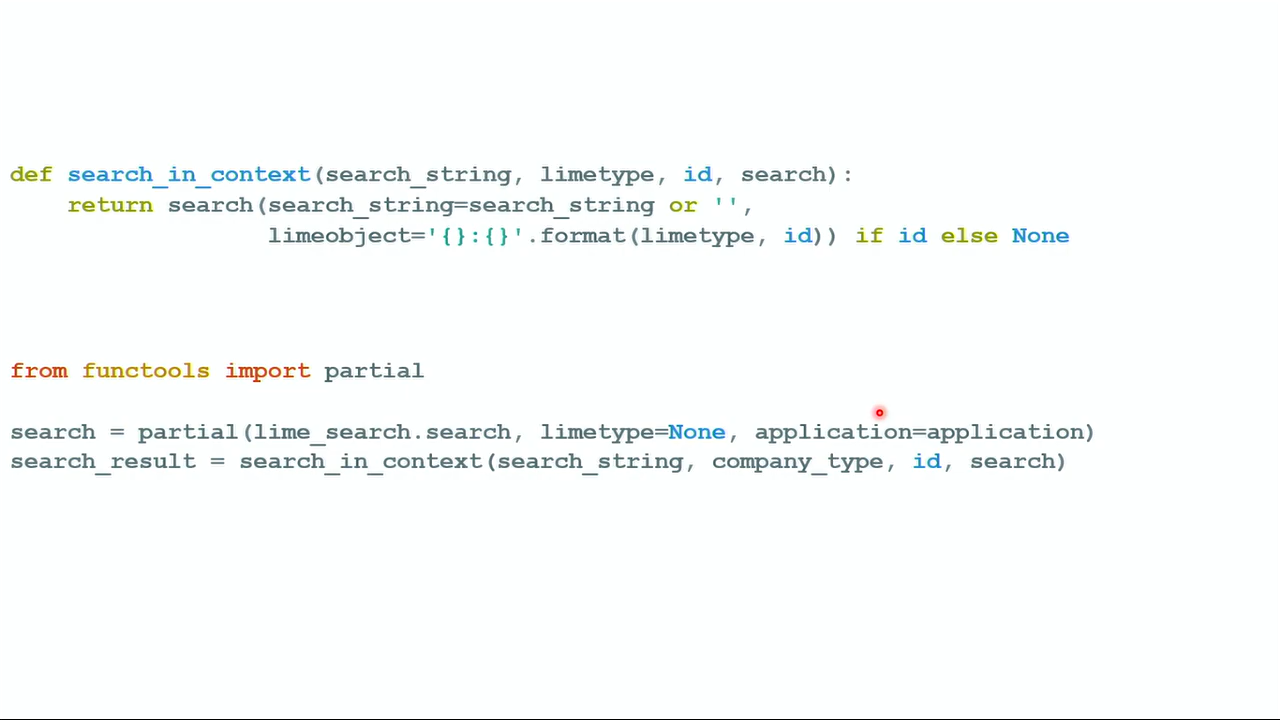 def search_in_context(search_string, limetype, id, search):
    return search(search_string=search_string or '',
                  limeobject='{}:{}'.format(limetype, id)) if id else None
from functools import partial
search = partial(lime_search.search, limetype=None, application=application)
search_result = search_in_context(search_string, company_type, id, search)